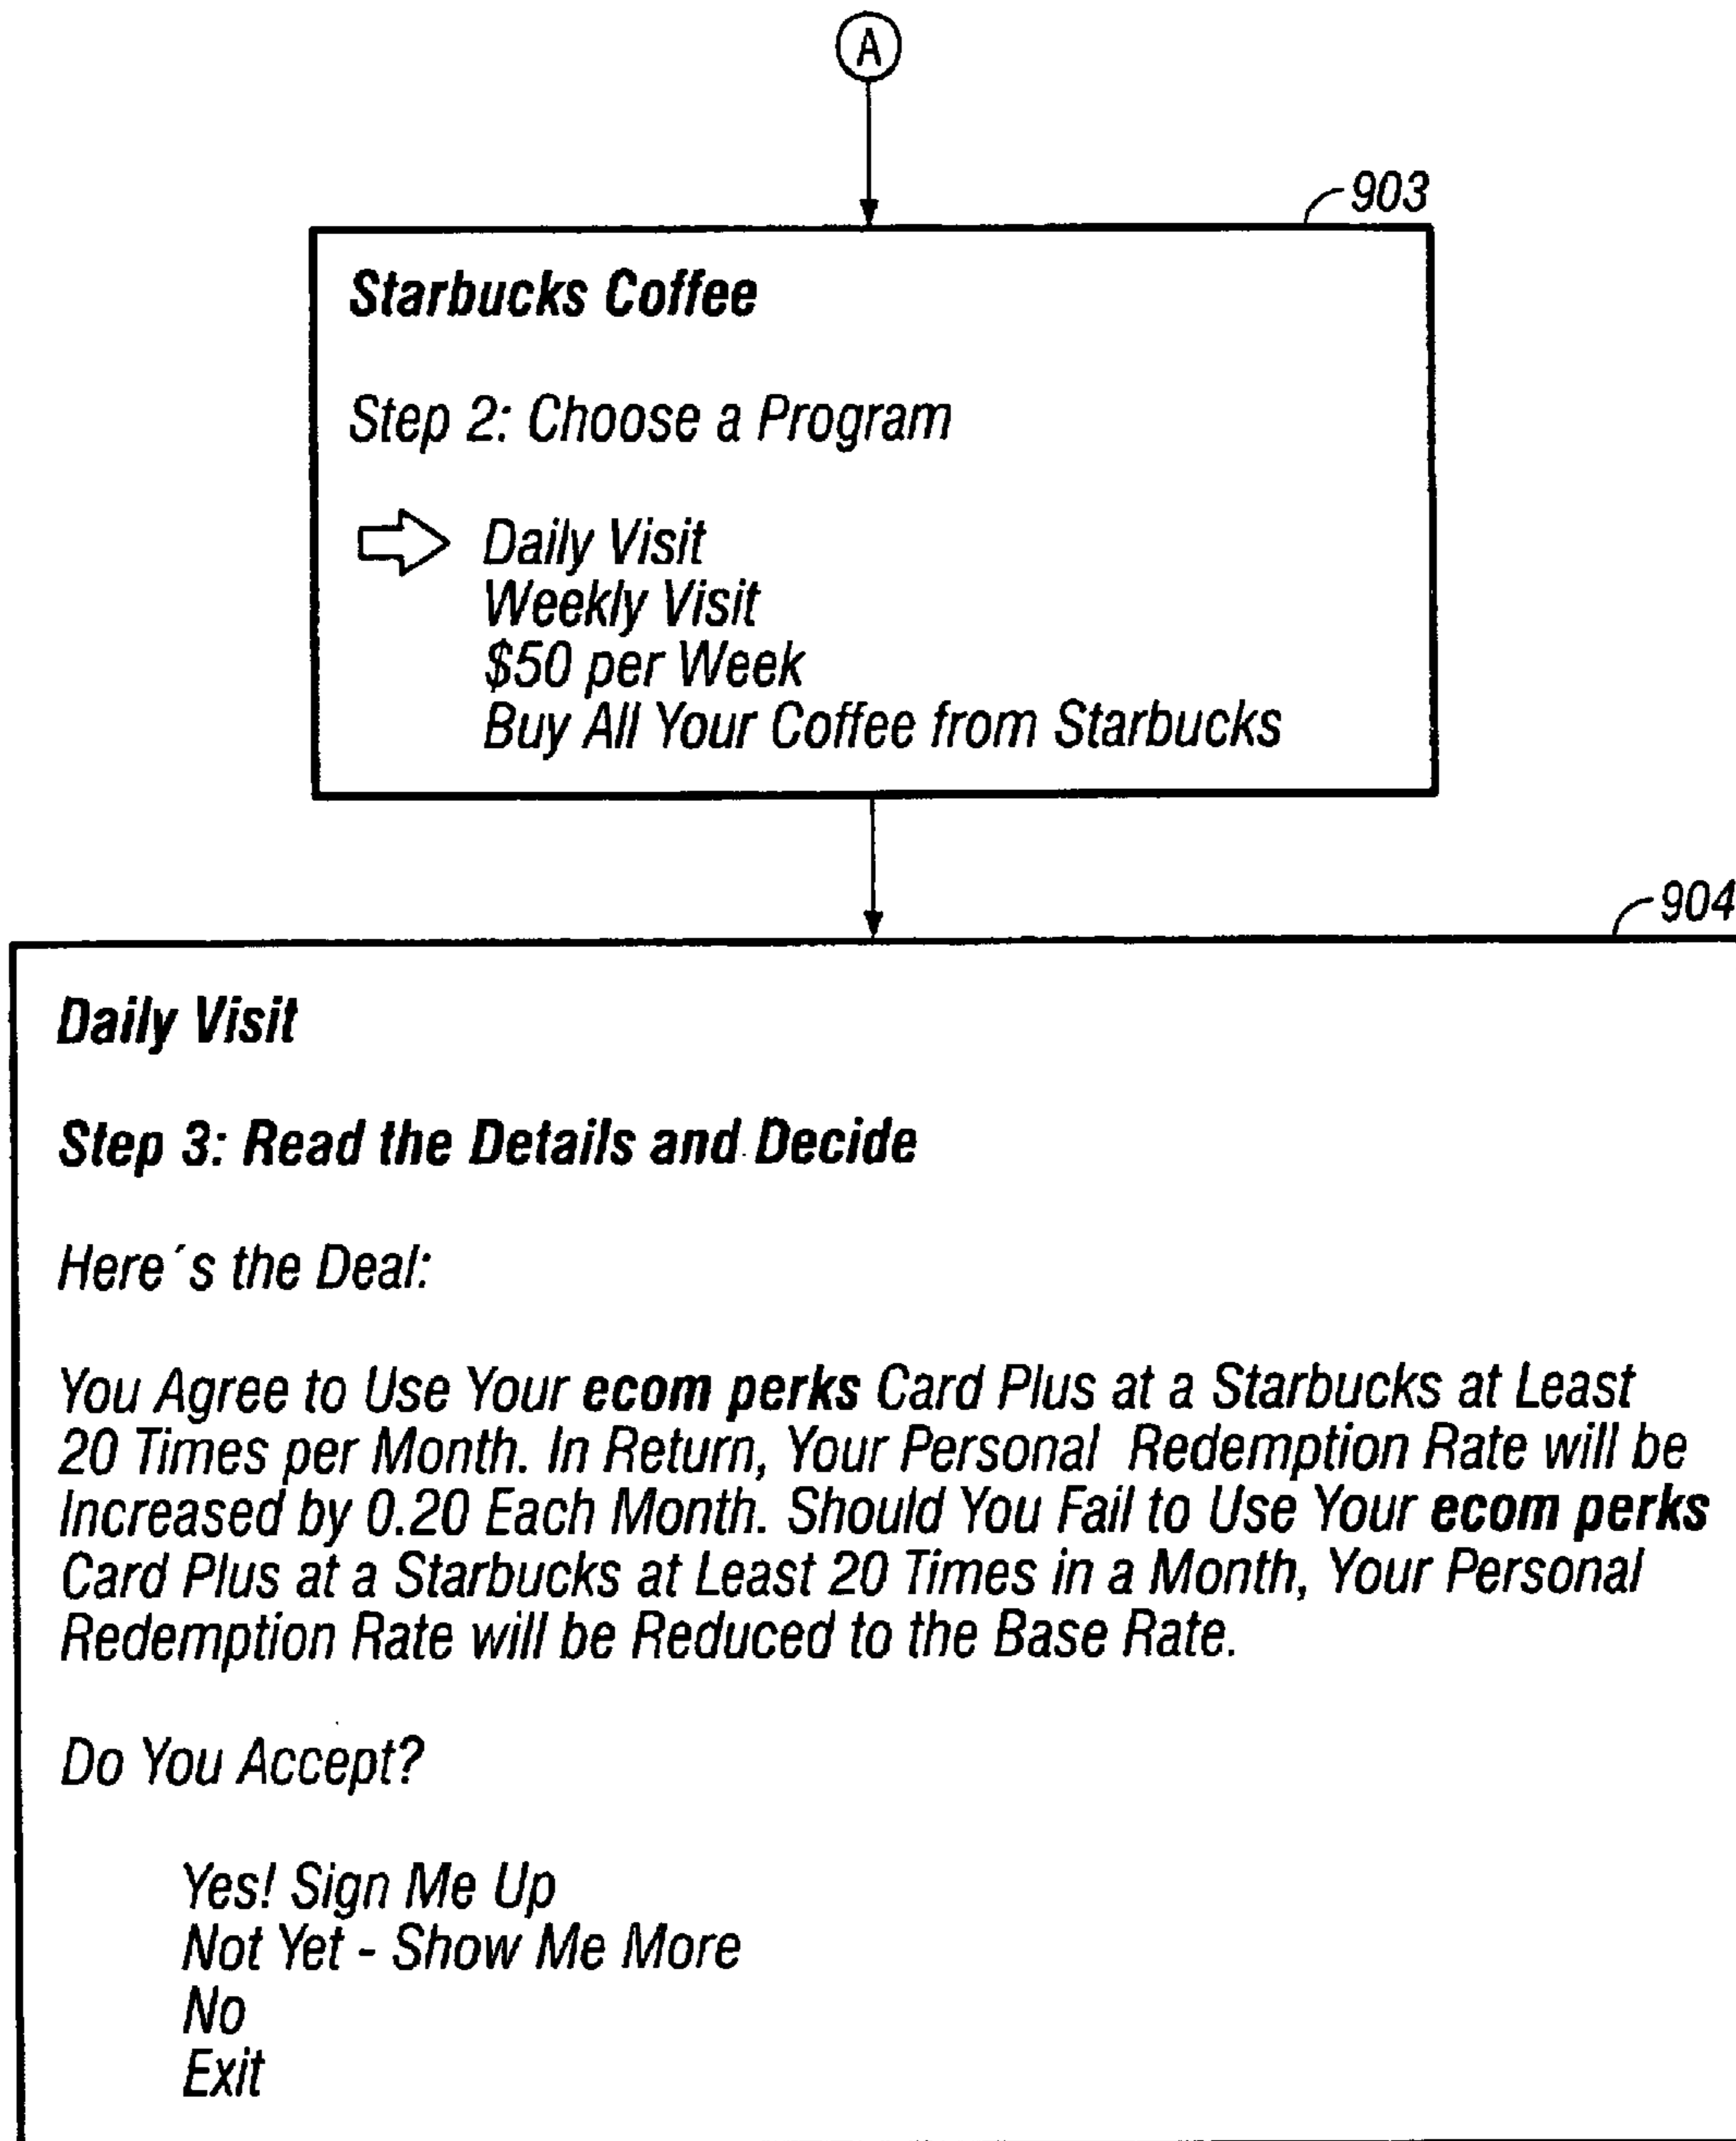 A
903
Starbucks Coffee
Step 2: Choose a Program
Daily Visit
Weekly Visit
$50 per Week
Buy All Your Coffee from Starbucks
904
Daily Visit
Step 3: Read the Details and Decide
Here´s the Deal:
You Agree to Use Your ecom perks Card Plus at a Starbucks at Least
20 Times per Month. In Return, Your Personal Redemption Rate will be
Increased by 0.20 Each Month. Should You Fail to Use Your ecom perks
Card Plus at a Starbucks at Least 20 Times in a Month, Your Personal
Redemption Rate will be Reduced to the Base Rate.
Do You Accept?
Yes! Sign Me Up
Not Yet - Show Me More
No
Exit